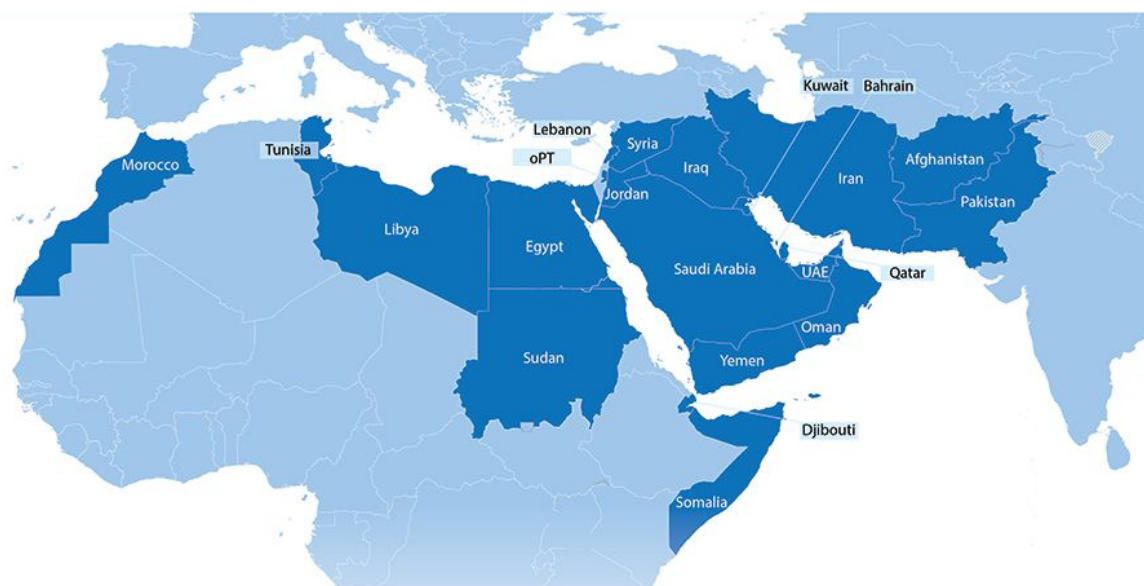 Kuwait
Bahrain
Lebanon
Tunisia
Syria
oPT
Morocco
Iraq
Afghanistan
Iran
Jordan
Pakistan
Libya
Egypt
Saudi Arabia
UAE
Qatar
Oman
Sudan
Yemen
Djibouti
Somalia